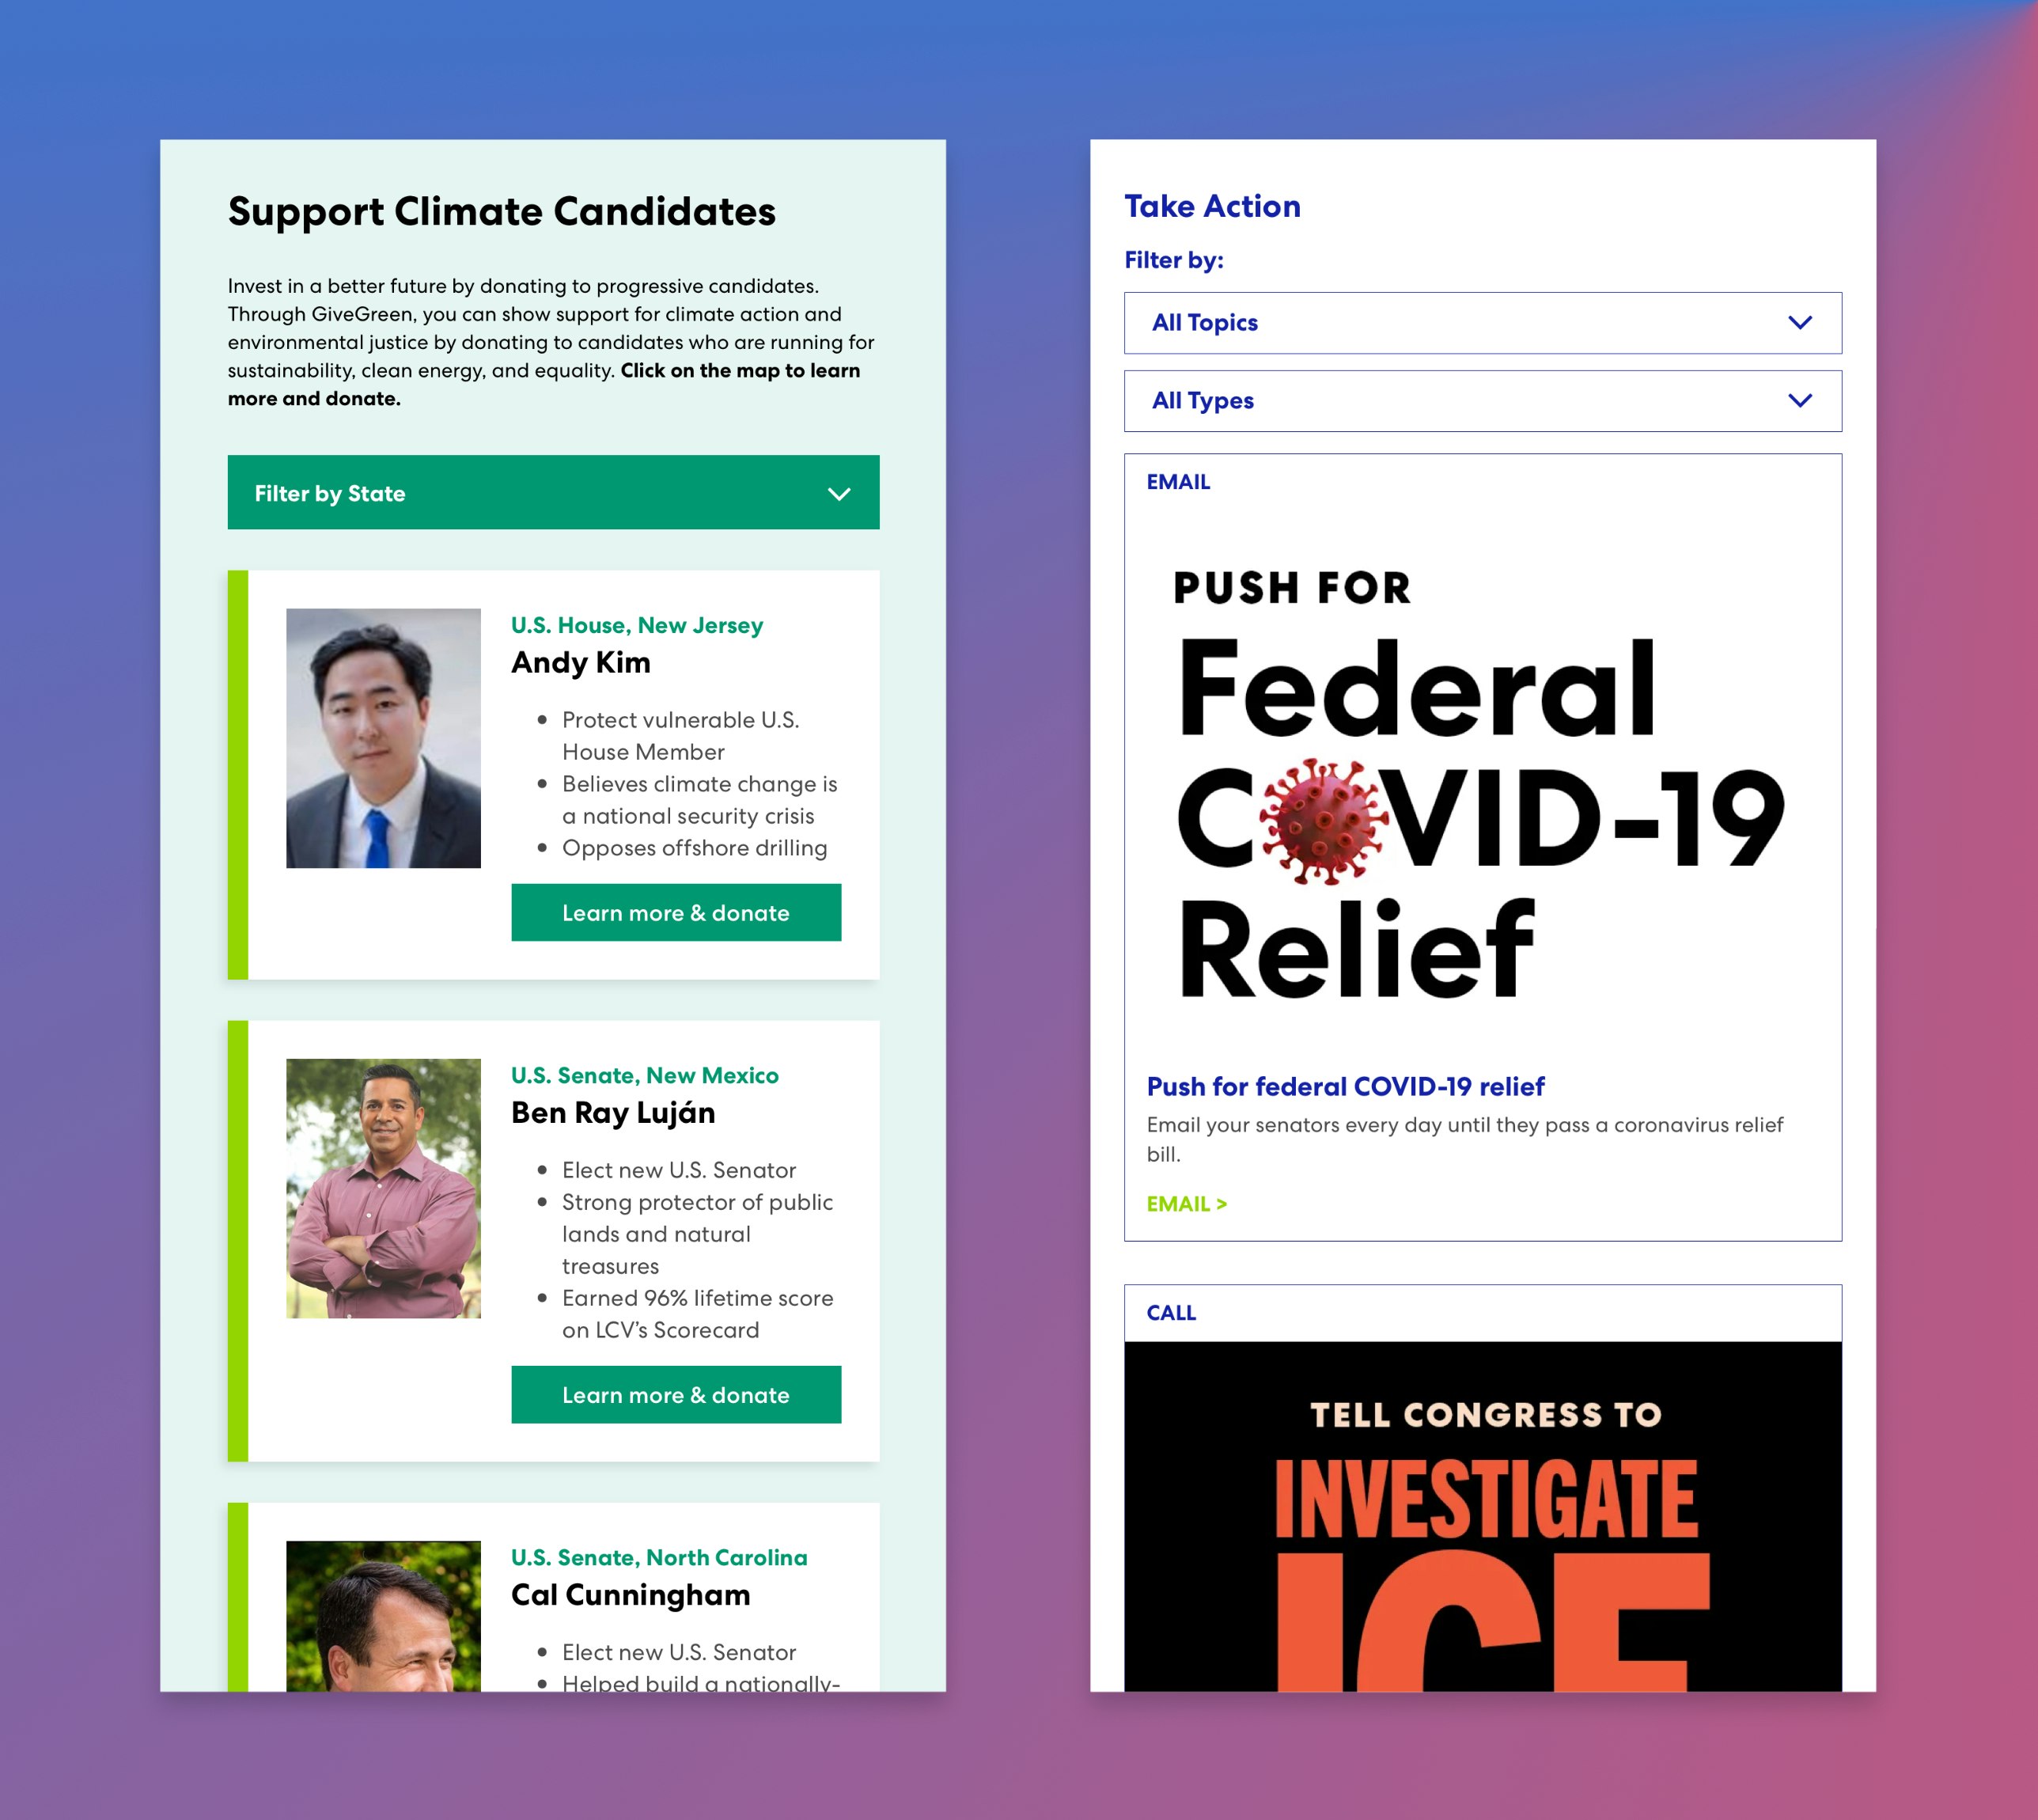 Support Climate Candidates
Invest in a better future by donating to progressive candidates.
Through GiveGreen, you can show support for climate action and
environmental justice by donating to candidates who are running for
sustainability, clean energy, and equality. Click on the map to learn
more and donate.
Filter by State
U.S. House, New Jersey
Andy Kim
• Protect vulnerable U.S.
House Member
• Believes climate change is
a national security crisis
• Opposes offshore drilling
Learn more & donate
U.S. Senate, New Mexico
Ben Ray Luján
• Elect new U.S. Senator
• Strong protector of public
lands and natural
treasures
• Earned 96% lifetime score
on LCV’s Scorecard
Learn more & donate
U.S. Senate, North Carolina
Cal Cunningham
• Elect new U.S. Senator
• Helped build a nationally-
Take Action
Filter by:
All Topics
All Types
EMAIL
PUSH FOR
Federal
COVID-19
Relief
Push for federal COVID-19 relief
Email your senators every day until they pass a coronavirus relief
bill.
EMAIL >
CALL
TELL CONGRESS TO
INVESTIGATE
ICE